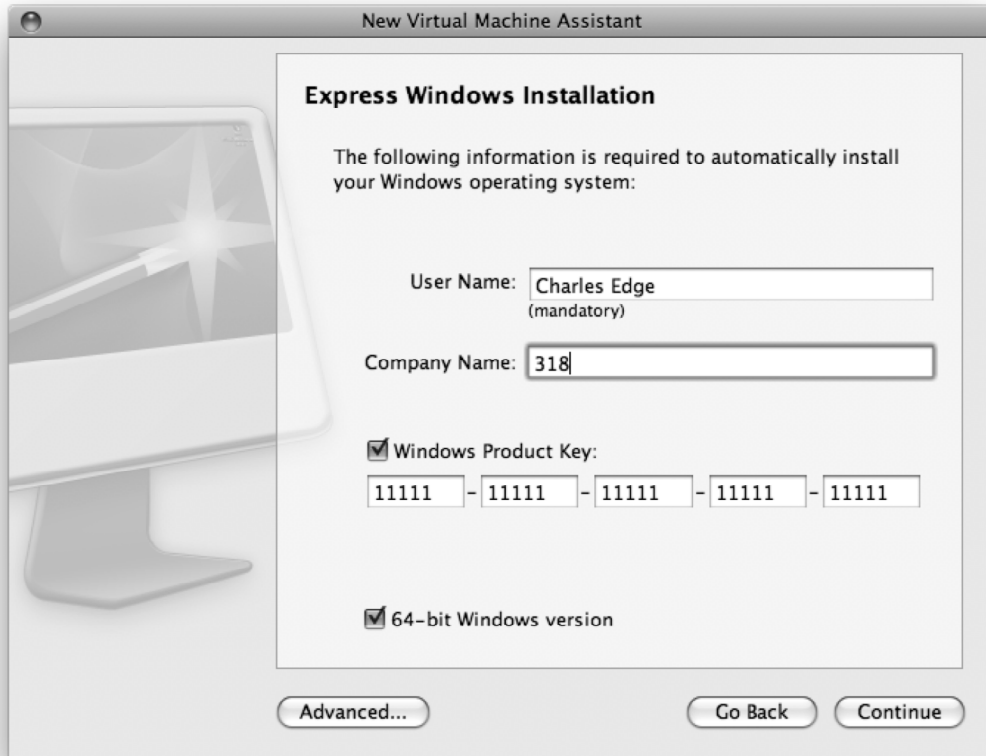 New Virtual Machine Assistant
Express Windows Installation
The following information is required to automatically install
your Windows operating system:
User Name: Charles Edge
(mandatory)
Company Name: 318
Windows Product Key:
11111 - 11111 - 11111 - 11111 - 11111
64-bit Windows version
Advanced... Go Back Continue